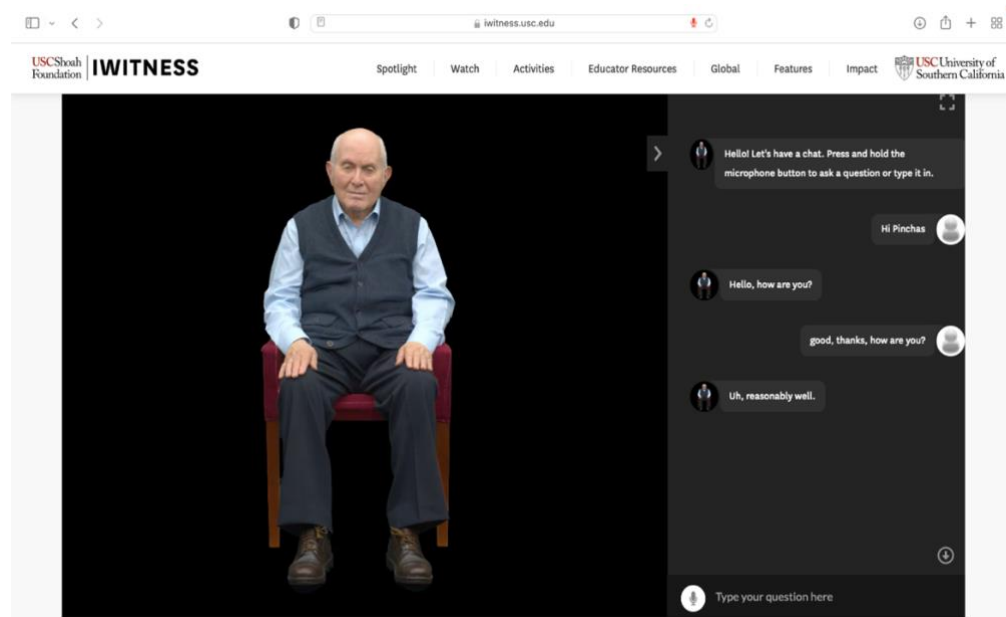 iwitness.usc.edu
USC Shoah
Foundation
IWITNESS
Spotlight
Watch
Activities
Educator Resources
Global
Features
Impact
USC University of
Southern California
Hello! Let's have a chat. Press and hold the
microphone button to ask a question or type it in.
Hi Pinchas
Hello, how are you?
good, thanks, how are you?
Uh, reasonably well.
Type your question here